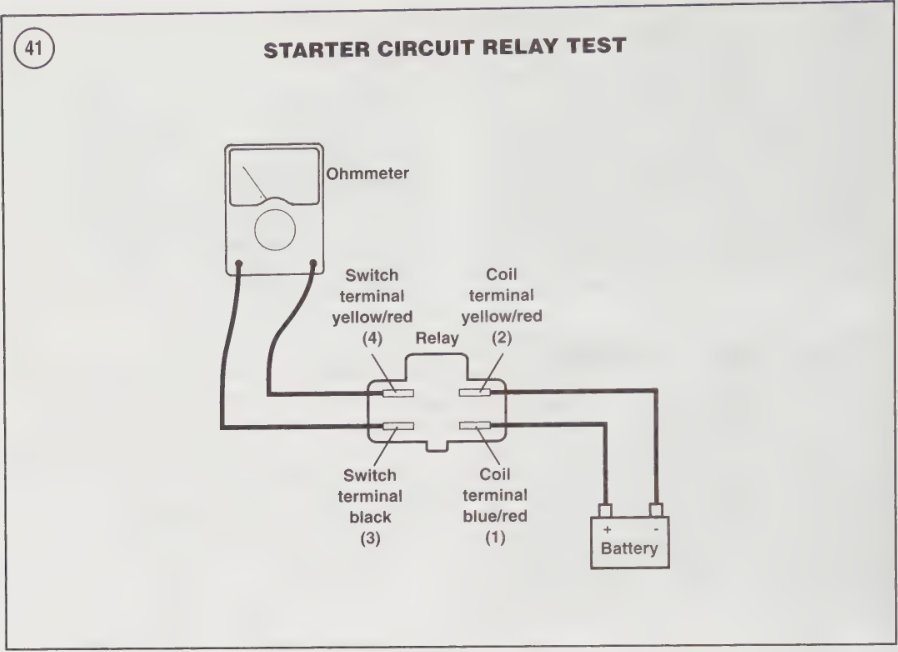 41
STARTER CIRCUIT RELAY TEST
Ohmmeter
Switch
terminal
yellow/red
(4)
Coil
terminal
yellow/red
(2)
Relay
Switch
terminal
black
(3)
Coil
terminal
blue/red
(1)
+ -
Battery